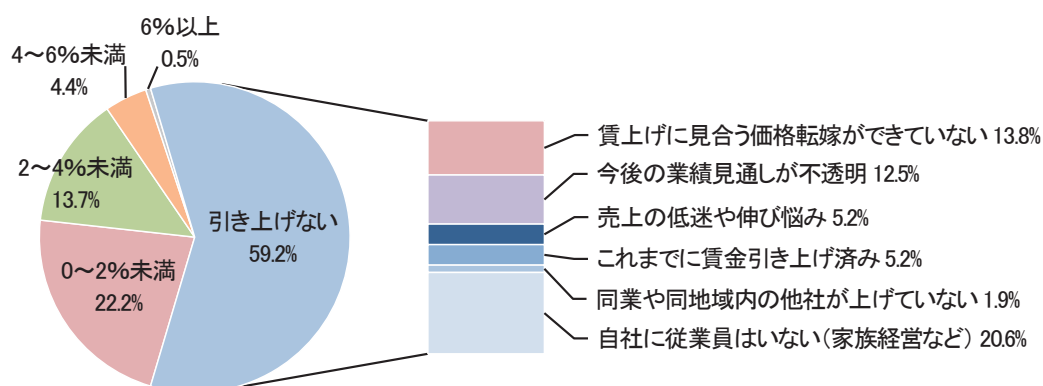 6%以上
0.5%
4～6%未満
4.4%
2～4%未満
13.7%
0～2%未満
22.2%
引き上げない
59.2%
賃上げに見合う価格転嫁ができていない 13.8%
今後の業績見通しが不透明 12.5%
売上の低迷や伸び悩み 5.2%
これまでに賃金引き上げ済み 5.2%
同業や同地域内の他社が上げていない 1.9%
自社に従業員はいない（家族経営など） 20.6%